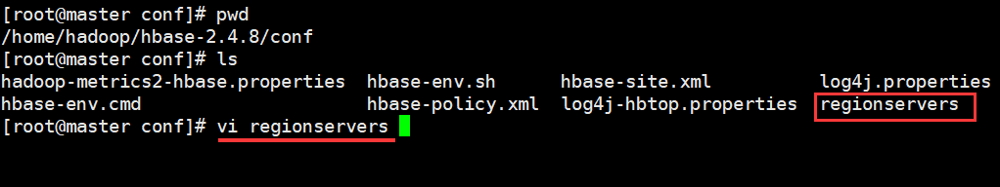 [root@master conf]# pwd
/home/hadoop/hbase-2.4.8/conf
[root@master conf]# ls
hadoop-metrics2-hbase.properties  hbase-env.sh      hbase-site.xml          log4j.properties
hbase-env.cmd                     hbase-policy.xml  log4j-hbtop.properties  regionservers
[root@master conf]# vi regionservers